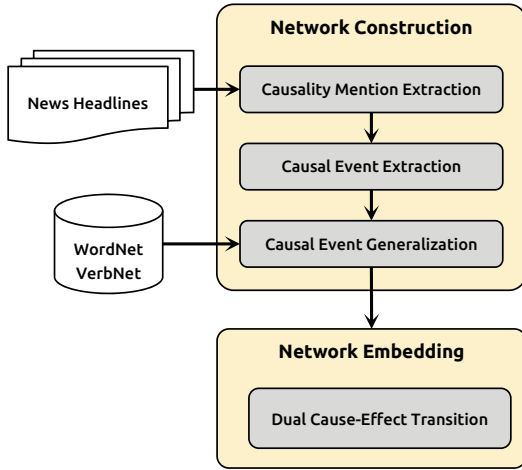 Network Construction
News Headlines
Causality Mention Extraction
Causal Event Extraction
WordNet
VerbNet
Causal Event Generalization
Network Embedding
Dual Cause-Effect Transition